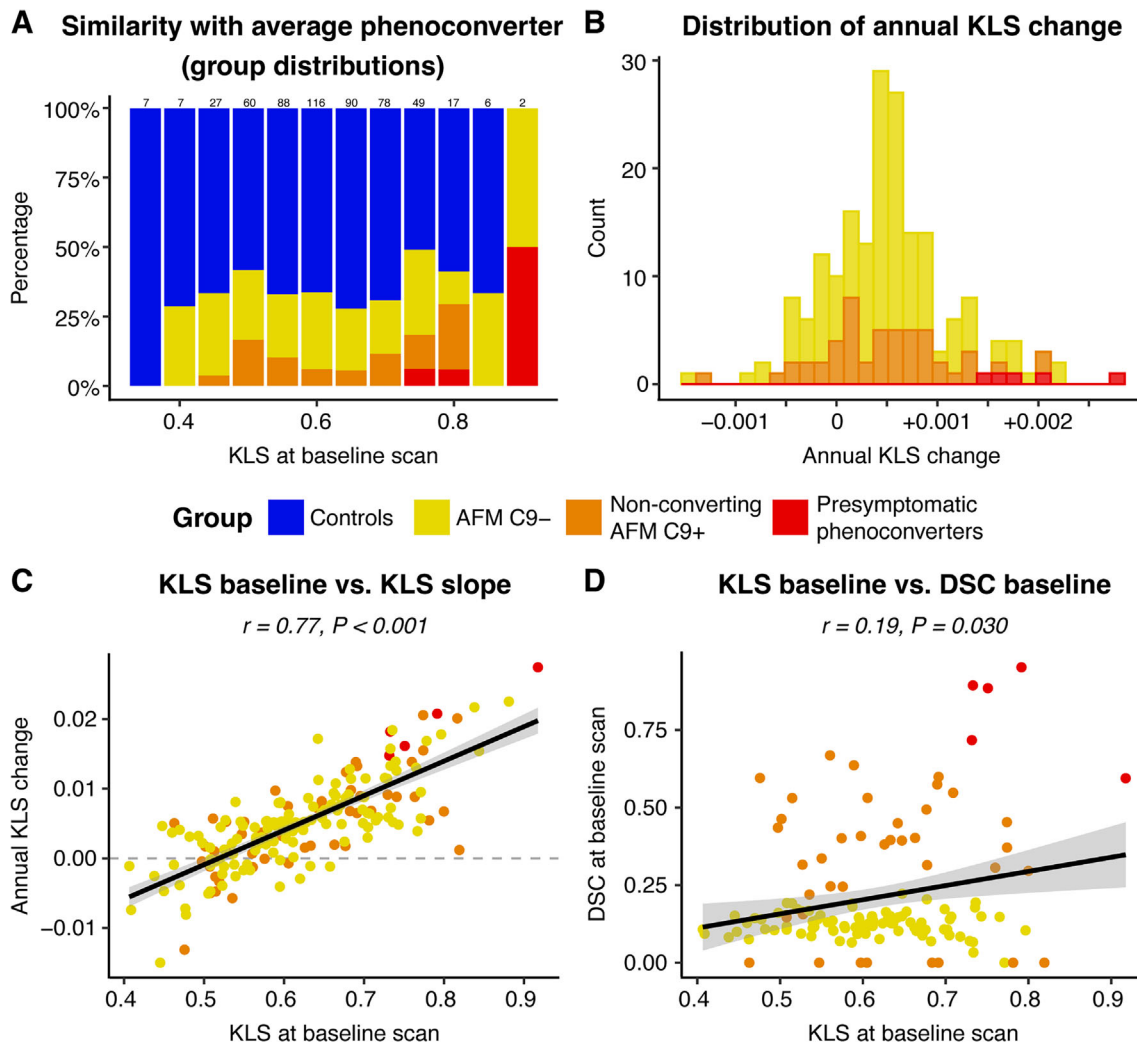 A Similarity with average phenoconverter
(group distributions)
7 7 27 60 88 116 90 78 49 17 6 2
100%
75%
50%
25%
0%
Percentage
0.4 0.6 0.8
KLS at baseline scan
B Distribution of annual KLS change
30
20
10
0
Count
−0.001 0 +0.001 +0.002
Annual KLS change
Group Controls AFM C9− Non-converting
AFM C9+ Presymptomatic
phenoconverters
C KLS baseline vs. KLS slope
r = 0.77, P < 0.001
0.02
0.01
0.00
−0.01
Annual KLS change
0.4 0.5 0.6 0.7 0.8 0.9
KLS at baseline scan
D KLS baseline vs. DSC baseline
r = 0.19, P = 0.030
0.75
0.50
0.25
0.00
DSC at baseline scan
0.4 0.5 0.6 0.7 0.8 0.9
KLS at baseline scan